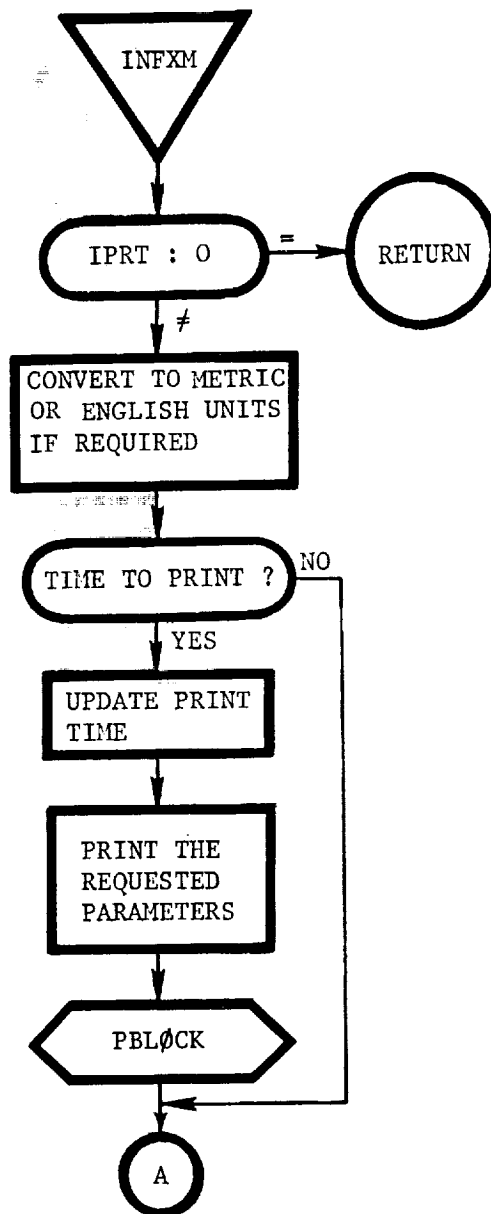 INFXM
IPRT : O
=
RETURN
≠
CONVERT TO METRIC
OR ENGLISH UNITS
IF REQUIRED
TIME TO PRINT ?
NO
YES
UPDATE PRINT
TIME
PRINT THE
REQUESTED
PARAMETERS
PBLØCK
A